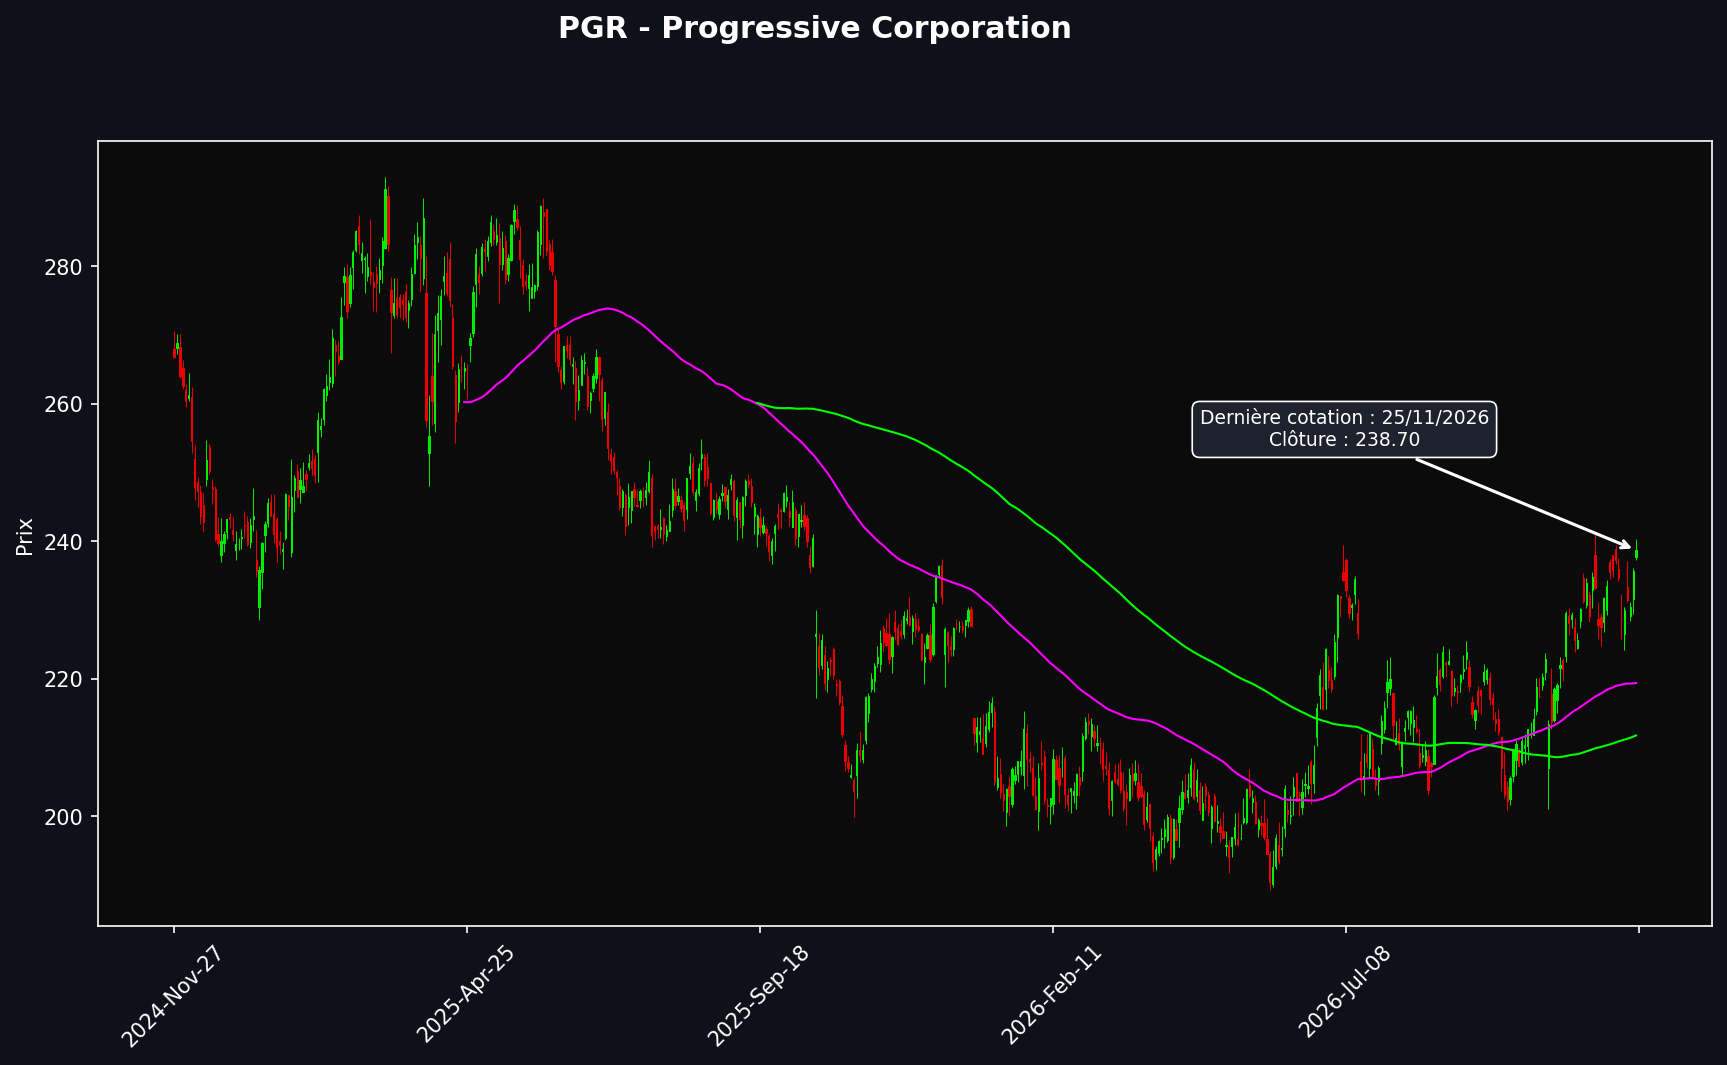 PGR - Progressive Corporation
Prix
280
260
240
220
200
Dernière cotation : 25/11/2026
Clôture : 238.70
2024-Nov-27
2025-Apr-25
2025-Sep-18
2026-Feb-11
2026-Jul-08